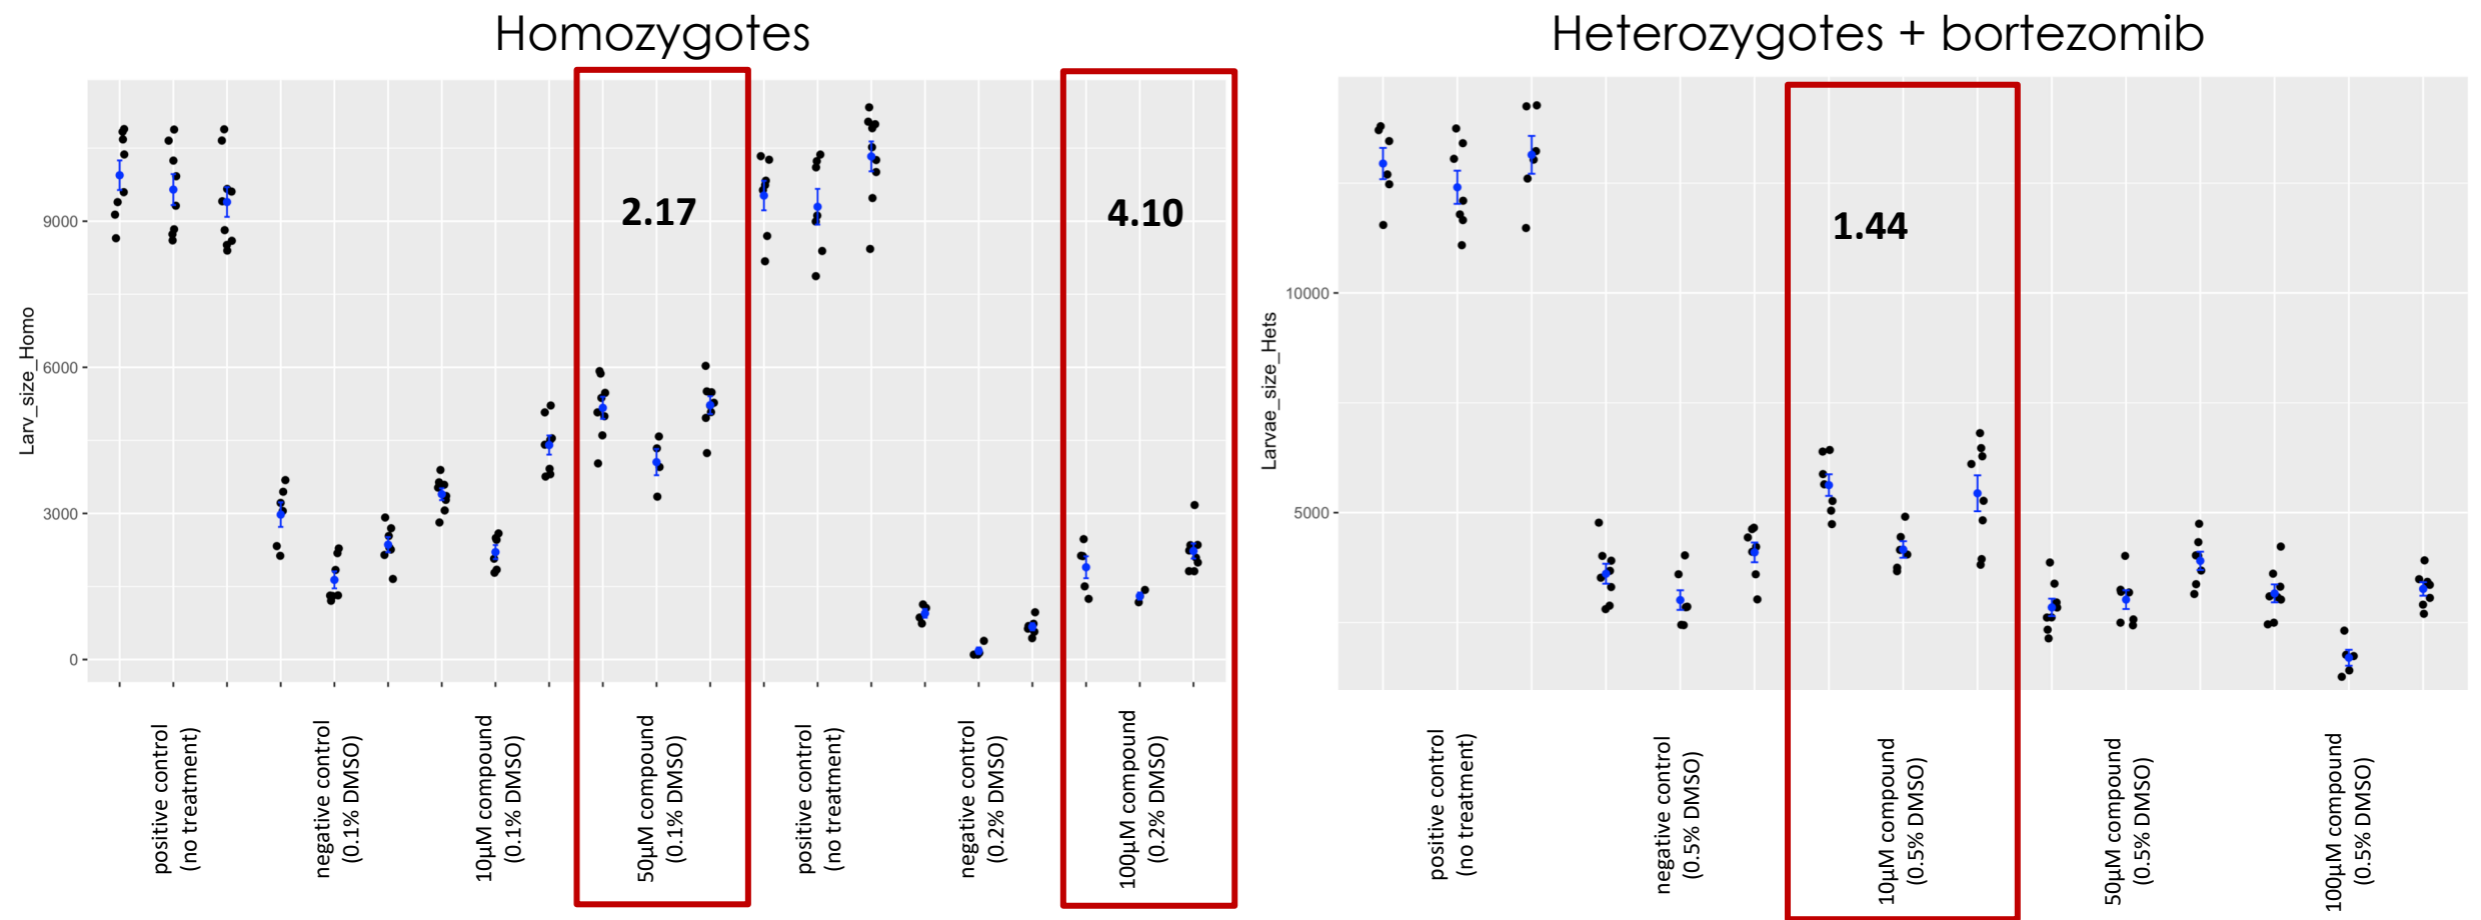 Homozygotes
Larv_size_Homo
9000
6000
3000
0
2.17
4.10
positive control
(no treatment)
negative control
(0.1% DMSO)
10µM compound
(0.1% DMSO)
50µM compound
(0.1% DMSO)
positive control
(no treatment)
negative control
(0.2% DMSO)
100µM compound
(0.2% DMSO)
Heterozygotes + bortezomib
Larvae_size_Hets
10000
5000
1.44
positive control
(no treatment)
negative control
(0.5% DMSO)
10µM compound
(0.5% DMSO)
50µM compound
(0.5% DMSO)
100µM compound
(0.5% DMSO)